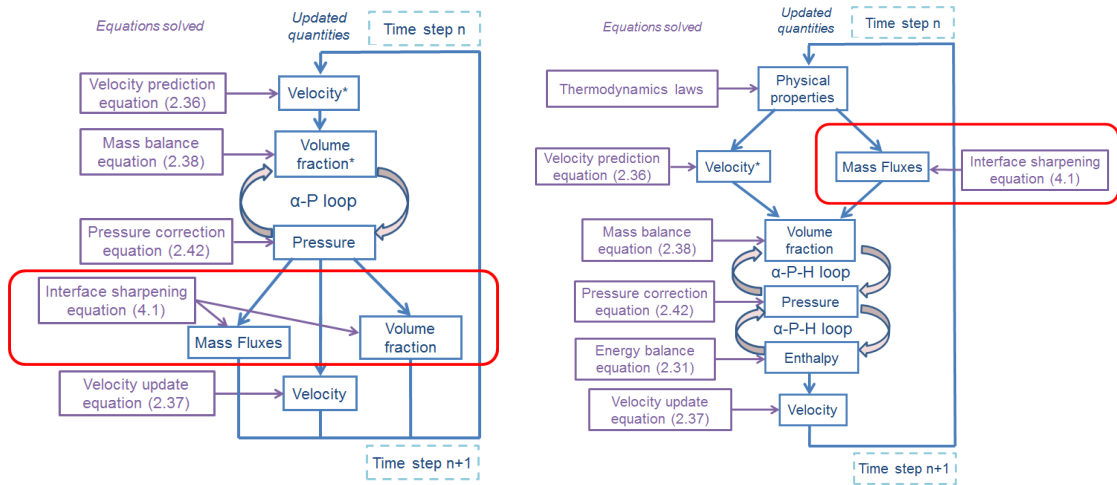 Equations solved
Updated
quantities
Time step n
Velocity prediction
equation (2.36)
Velocity*
Mass balance
equation (2.38)
Volume
fraction*
α-P loop
Pressure correction
equation (2.42)
Pressure
Interface sharpening
equation (4.1)
Mass Fluxes
Volume
fraction
Velocity update
equation (2.37)
Velocity
Time step n+1
Equations solved
Updated
quantities
Time step n
Thermodynamics laws
Physical
properties
Velocity prediction
equation (2.36)
Velocity*
Mass Fluxes
Interface sharpening
equation (4.1)
Mass balance
equation (2.38)
Volume
fraction
α-P-H loop
Pressure correction
equation (2.42)
Pressure
α-P-H loop
Energy balance
equation (2.31)
Enthalpy
Velocity update
equation (2.37)
Velocity
Time step n+1